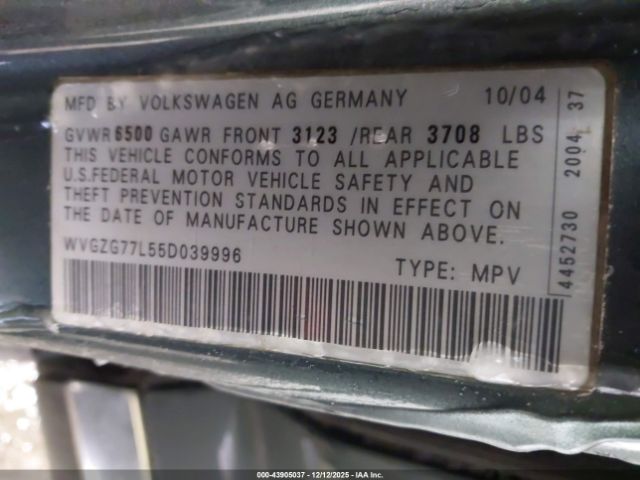 MFD BY VOLKSWAGEN AG GERMANY 10/04
GVWR 6500 GAWR FRONT 3123 /REAR 3708 LBS
THIS VEHICLE CONFORMS TO ALL APPLICABLE
U.S.FEDERAL MOTOR VEHICLE SAFETY AND
THEFT PREVENTION STANDARDS IN EFFECT ON
THE DATE OF MANUFACTURE SHOWN ABOVE.
WVGZG77L55D039996
TYPE: MPV
4452730 2004 37
000-43905037 - 12/12/2025 - IAA Inc.